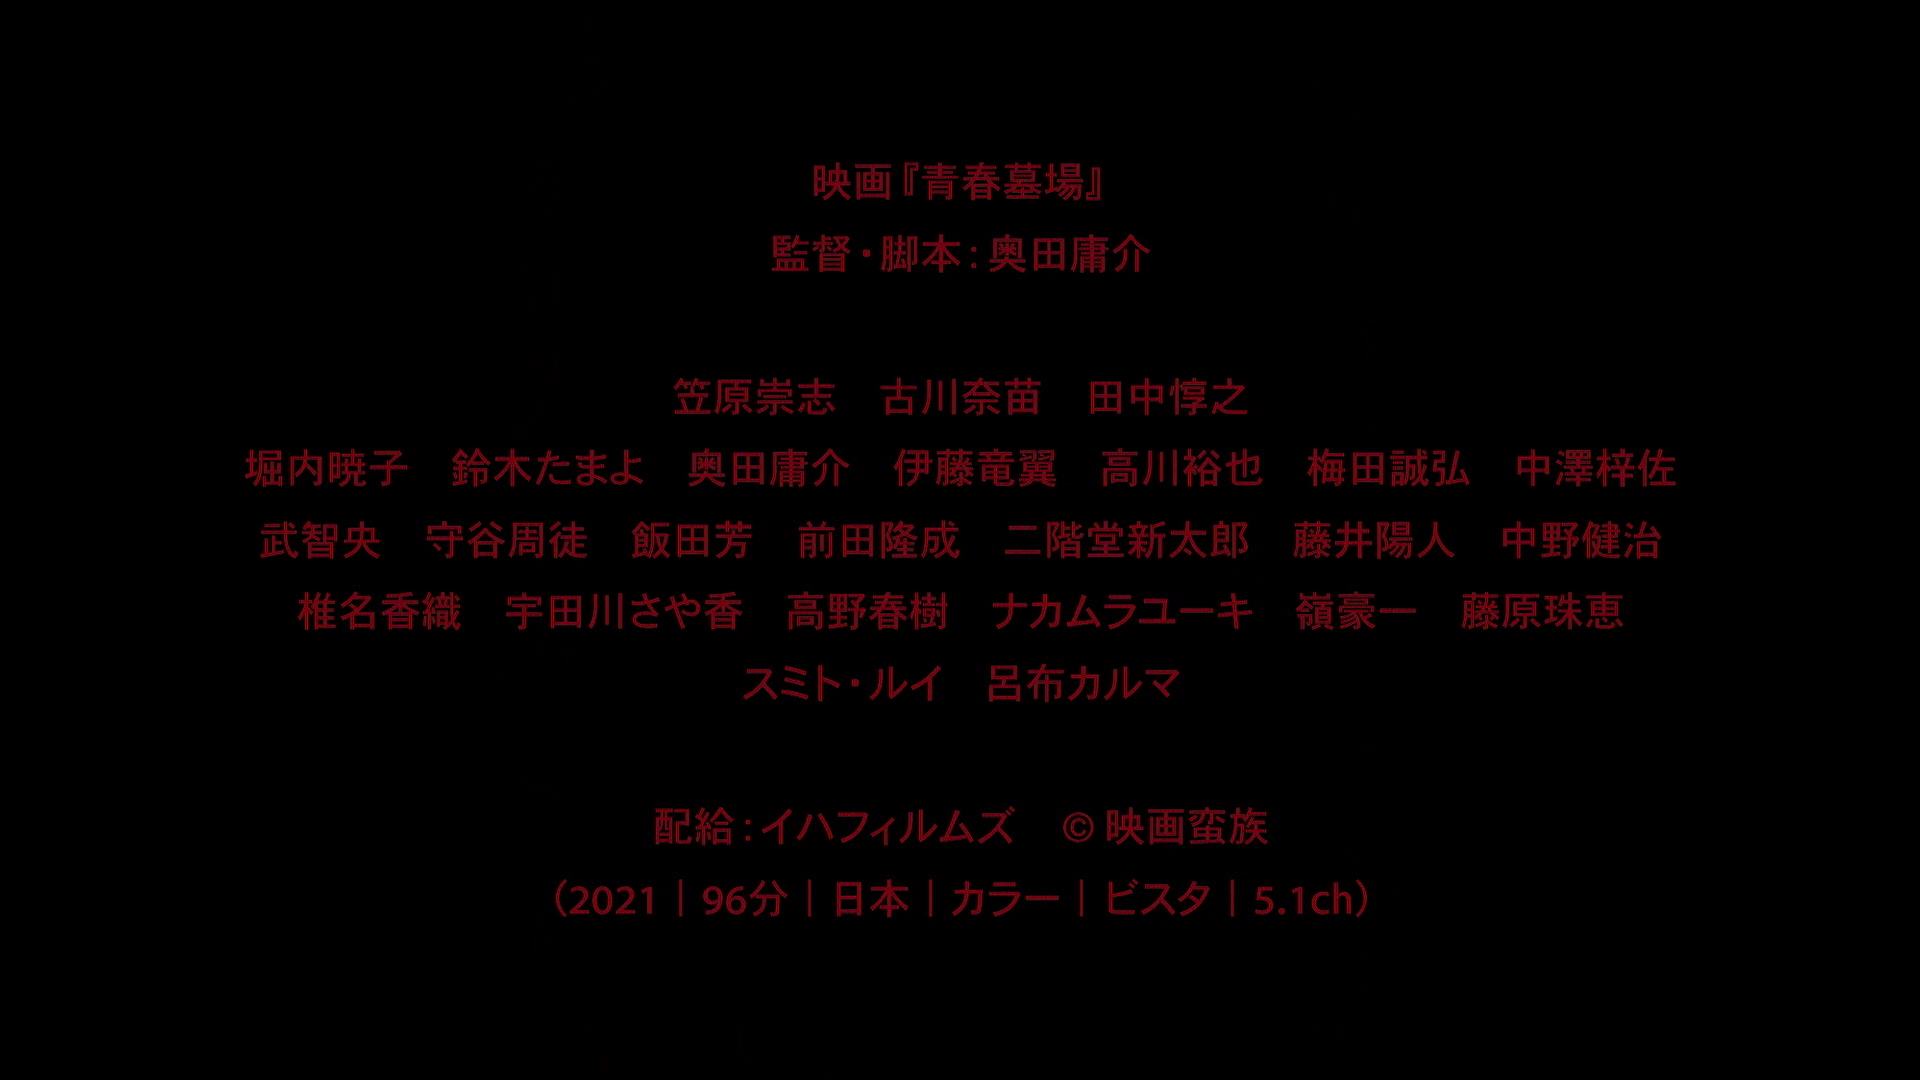 映画『青春墓場』
監督・脚本：奥田庸介
笠原崇志　古川奈苗　田中惇之
堀内暁子　鈴木たまよ　奥田庸介　伊藤竜翼　高川裕也　梅田誠弘　中澤梓佐
武智央　守谷周徒　飯田芳　前田隆成　二階堂新太郎　藤井陽人　中野健治
椎名香織　宇田川さや香　高野春樹　ナカムラユーキ　嶺豪一　藤原珠恵
スミト・ルイ　呂布カルマ
配給：イハフィルムズ　© 映画蛮族
（2021｜96分｜日本｜カラー｜ビスタ｜5.1ch）